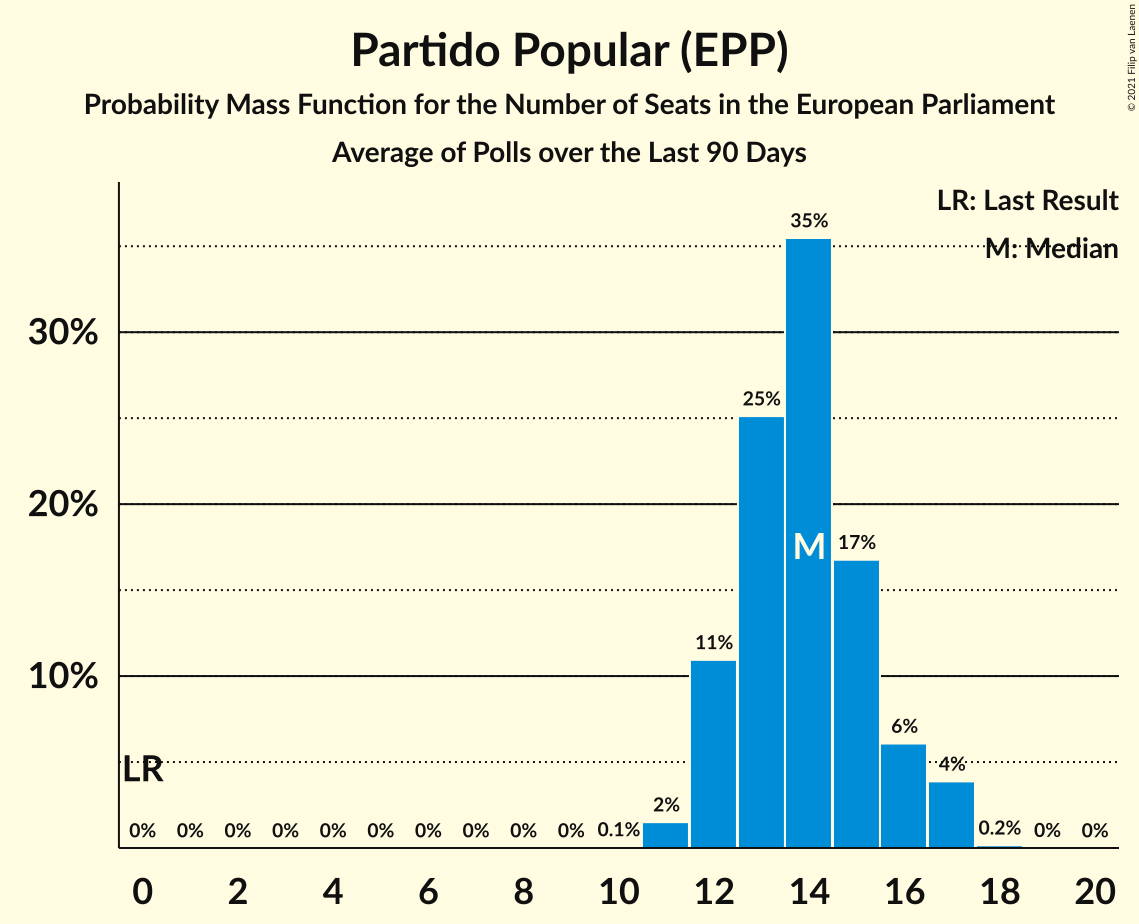 Partido Popular (EPP)
Probability Mass Function for the Number of Seats in the European Parliament
Average of Polls over the Last 90 Days
© 2021 Filip van Laenen
LR: Last Result
M: Median
35%
30%
25%
20%
M
17%
11%
10%
6%
4%
LR
2%
0% 0% 0% 0% 0% 0% 0% 0% 0% 0% 0.1% 0.2% 0% 0%
0 2 4 6 8 10 12 14 16 18 20